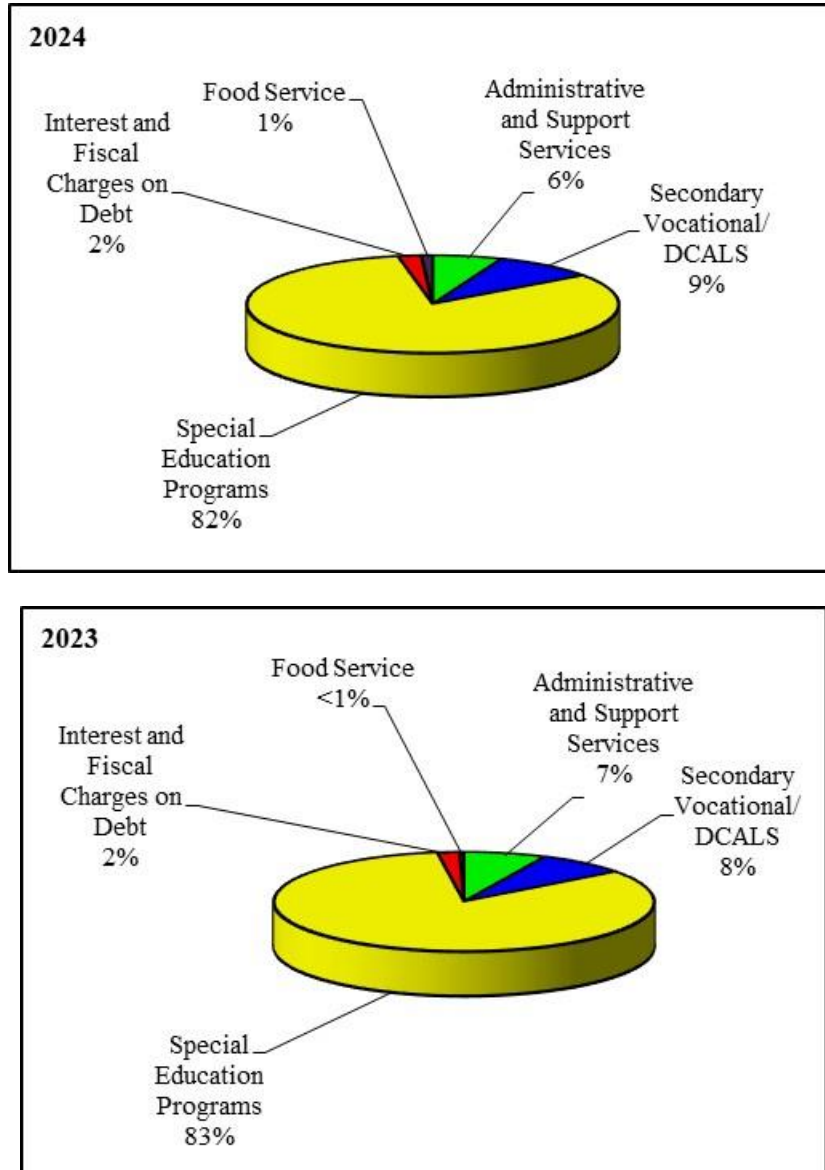 2024
Food Service
1%
Administrative
and Support
Services
6%
Interest and
Fiscal
Charges on
Debt
2%
Secondary
Vocational/
DCALS
9%
Special
Education
Programs
82%
2023
Food Service
<1%
Administrative
and Support
Services
7%
Interest and
Fiscal
Charges on
Debt
2%
Secondary
Vocational/
DCALS
8%
Special
Education
Programs
83%